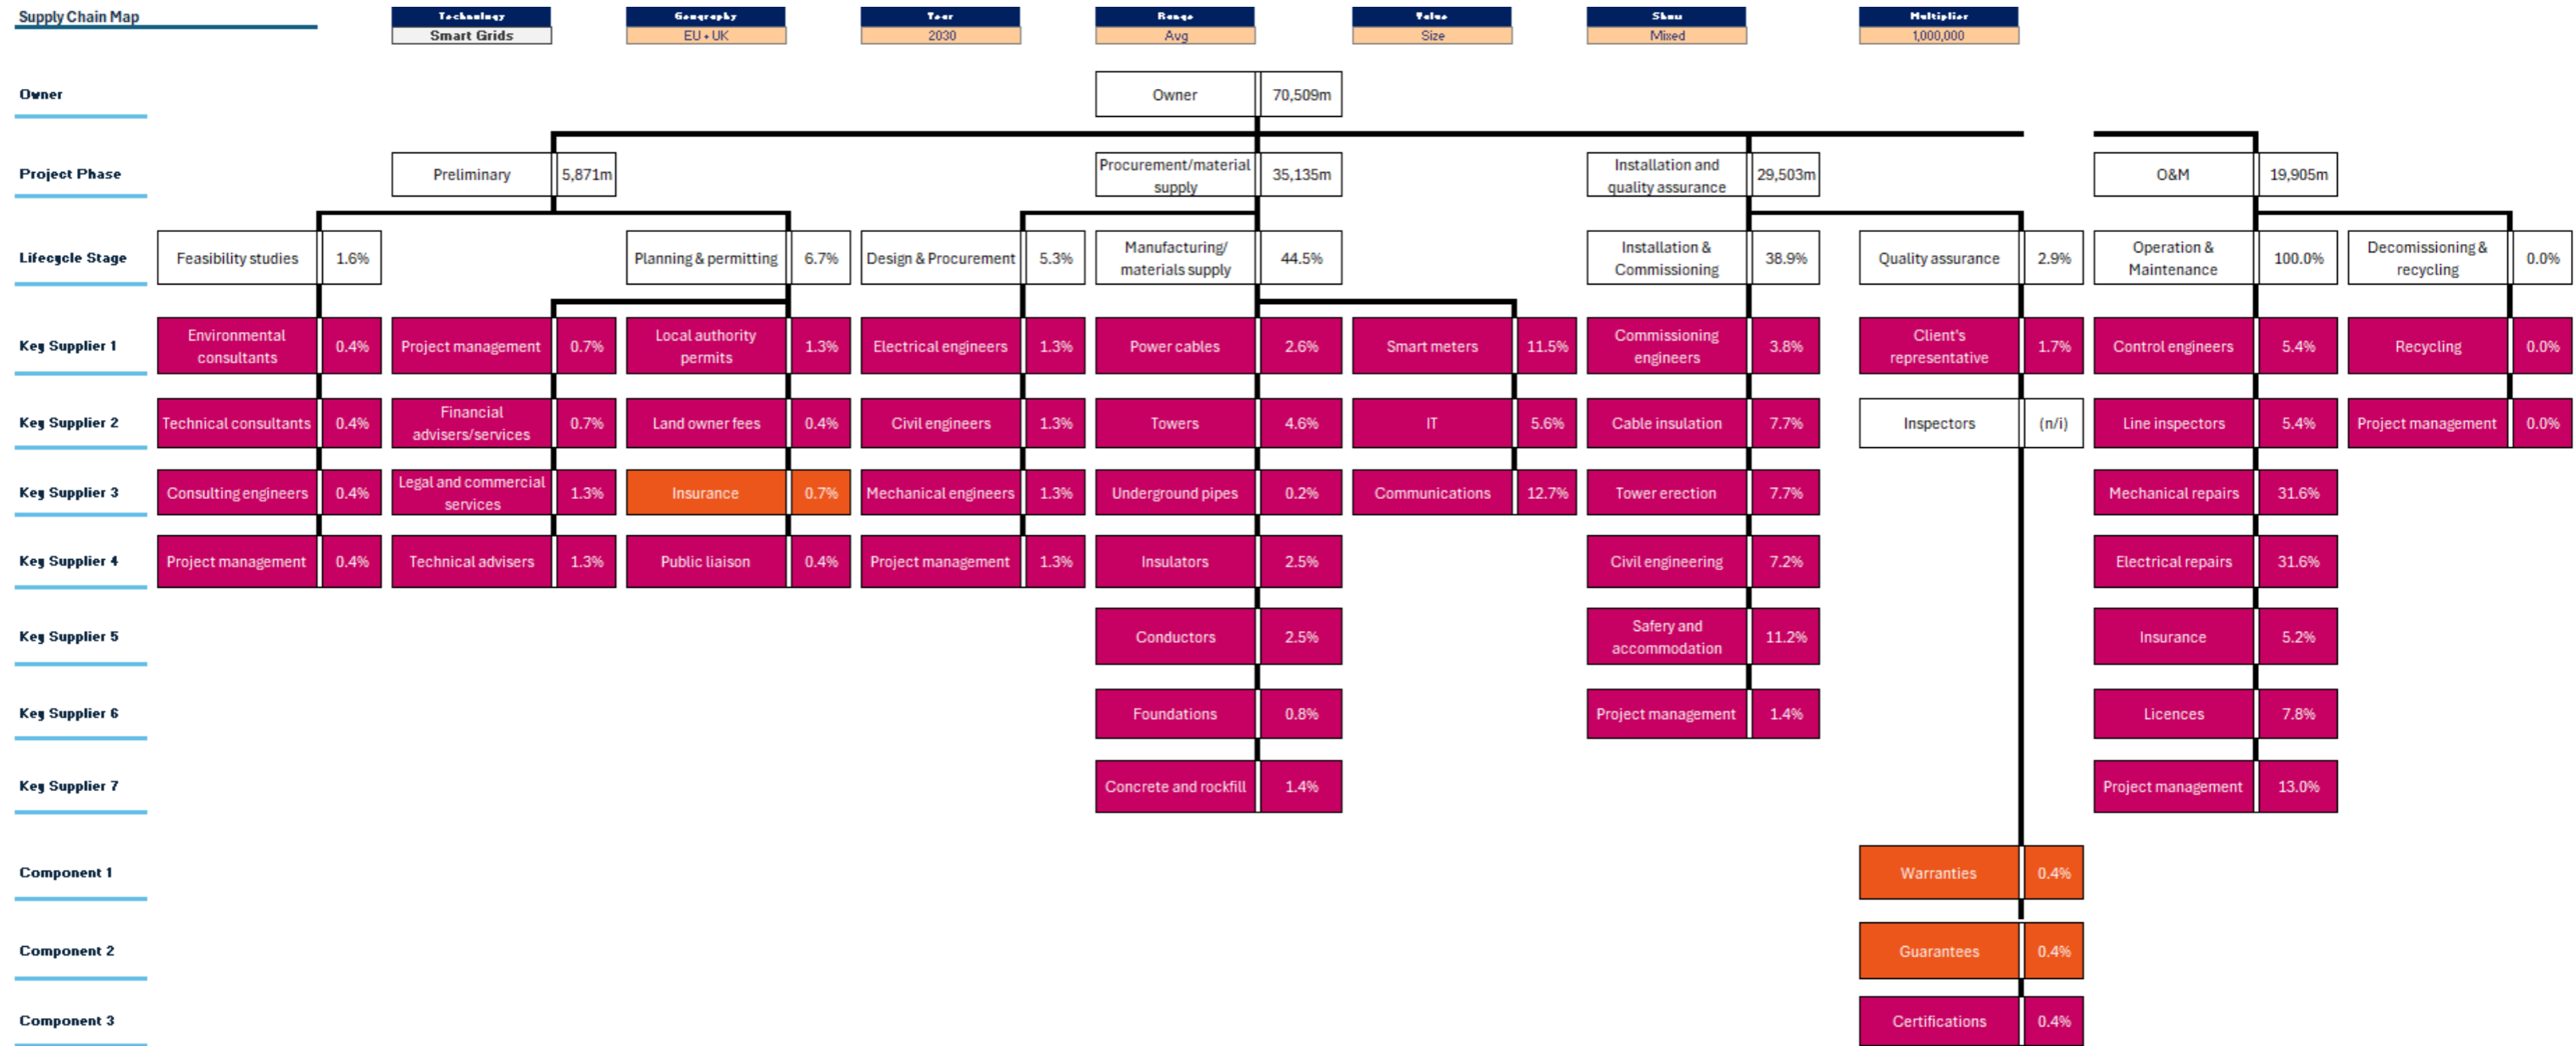 Supply Chain Map
Technology
Geography
Year
Range
Value
Show
Multiplier
Smart Grids
EU + UK
2030
Avg
Size
Mixed
1,000,000
Owner
Owner
70,509m
Project Phase
Preliminary
5,871m
Procurement/material
supply
35,135m
Installation and
quality assurance
29,503m
O&M
19,905m
Lifecycle Stage
Feasibility studies
1.6%
Planning & permitting
6.7%
Design & Procurement
5.3%
Manufacturing/
materials supply
44.5%
Installation &
Commissioning
38.9%
Quality assurance
2.9%
Operation &
Maintenance
100.0%
Decomissioning &
recycling
0.0%
Key Supplier 1
Environmental
consultants
0.4%
Project management
0.7%
Local authority
permits
1.3%
Electrical engineers
1.3%
Power cables
2.6%
Smart meters
11.5%
Commissioning
engineers
3.8%
Client's
representative
1.7%
Control engineers
5.4%
Recycling
0.0%
Key Supplier 2
Technical consultants
0.4%
Financial
advisers/services
0.7%
Land owner fees
0.4%
Civil engineers
1.3%
Towers
4.6%
IT
5.6%
Cable insulation
7.7%
Inspectors
(n/i)
Line inspectors
5.4%
Project management
0.0%
Key Supplier 3
Consulting engineers
0.4%
Legal and commercial
services
1.3%
Insurance
0.7%
Mechanical engineers
1.3%
Underground pipes
0.2%
Communications
12.7%
Tower erection
7.7%
Mechanical repairs
31.6%
Key Supplier 4
Project management
0.4%
Technical advisers
1.3%
Public liaison
0.4%
Project management
1.3%
Insulators
2.5%
Civil engineering
7.2%
Electrical repairs
31.6%
Key Supplier 5
Conductors
2.5%
Safery and
accommodation
11.2%
Insurance
5.2%
Key Supplier 6
Foundations
0.8%
Project management
1.4%
Licences
7.8%
Key Supplier 7
Concrete and rockfill
1.4%
Project management
13.0%
Component 1
Warranties
0.4%
Component 2
Guarantees
0.4%
Component 3
Certifications
0.4%